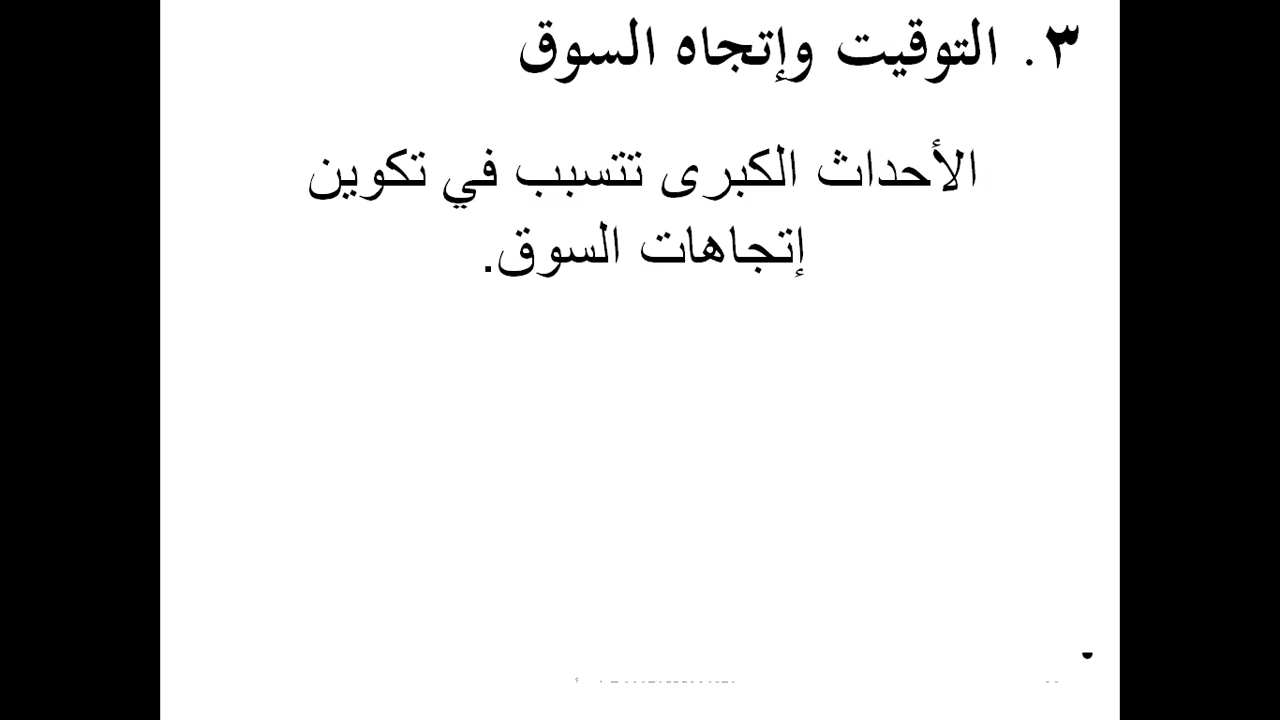 ٣. التوقيت وإتجاه السوق
الأحداث الكبرى تتسبب في تكوين
إتجاهات السوق.